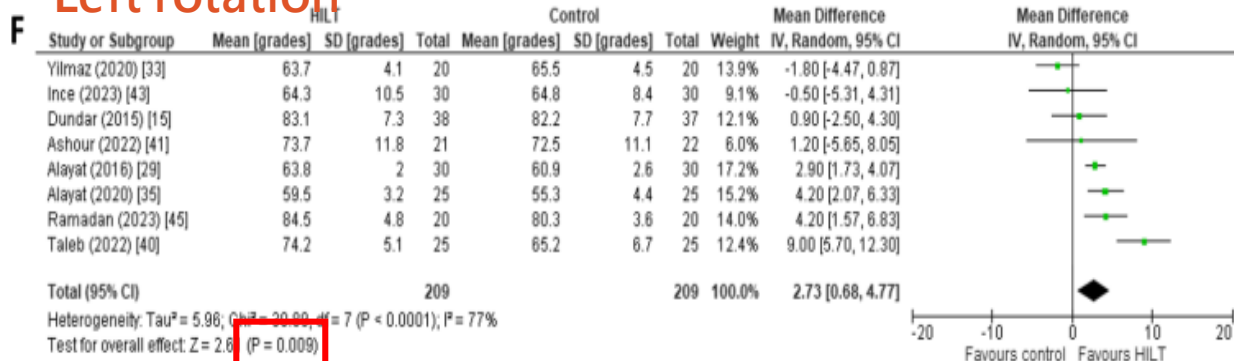 Left rotation
F
HILT Control Mean Difference Mean Difference
Study or Subgroup Mean [grades] SD [grades] Total Mean [grades] SD [grades] Total Weight IV, Random, 95% CI IV, Random, 95% CI
Yilmaz (2020) [33] 63.7 4.1 20 65.5 4.5 20 13.9% -1.80 [-4.47, 0.87]
Ince (2023) [43] 64.3 10.5 30 64.8 8.4 30 9.1% -0.50 [-5.31, 4.31]
Dundar (2015) [15] 83.1 7.3 38 82.2 7.7 37 12.1% 0.90 [-2.50, 4.30]
Ashour (2022) [41] 73.7 11.8 21 72.5 11.1 22 6.0% 1.20 [-5.65, 8.05]
Alayat (2016) [29] 63.8 2 30 60.9 2.6 30 17.2% 2.90 [1.73, 4.07]
Alayat (2020) [35] 59.5 3.2 25 55.3 4.4 25 15.2% 4.20 [2.07, 6.33]
Ramadan (2023) [45] 84.5 4.8 20 80.3 3.6 20 14.0% 4.20 [1.57, 6.83]
Taleb (2022) [40] 74.2 5.1 25 65.2 6.7 25 12.4% 9.00 [5.70, 12.30]
Total (95% CI) 209 209 100.0% 2.73 [0.68, 4.77]
Heterogeneity: Tau² = 5.96; df = 7 (P < 0.0001); I² = 77%
Test for overall effect: Z = 2.6 (P = 0.009)
-20 -10 0 10 20
Favours control Favours HILT